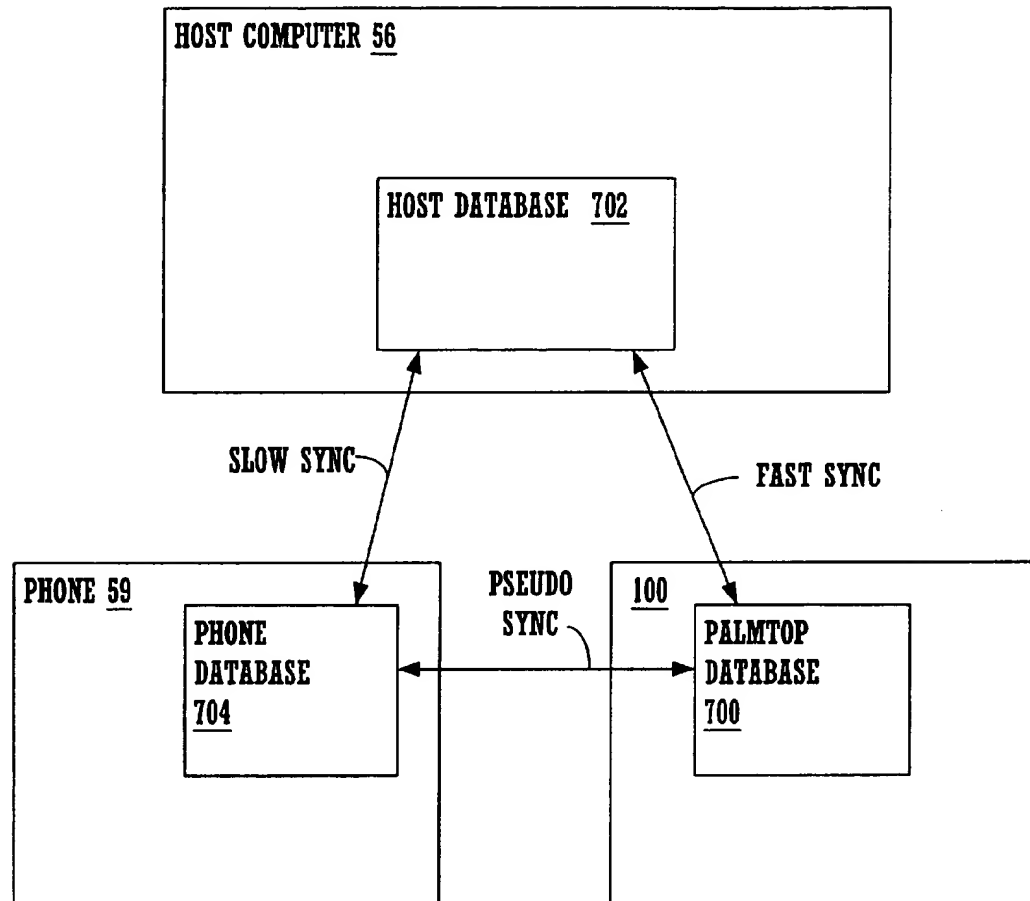 HOST COMPUTER 56
HOST DATABASE 702
SLOW SYNC
FAST SYNC
PHONE 59
PHONE
DATABASE
704
PSEUDO
SYNC
100
PALMTOP
DATABASE
700